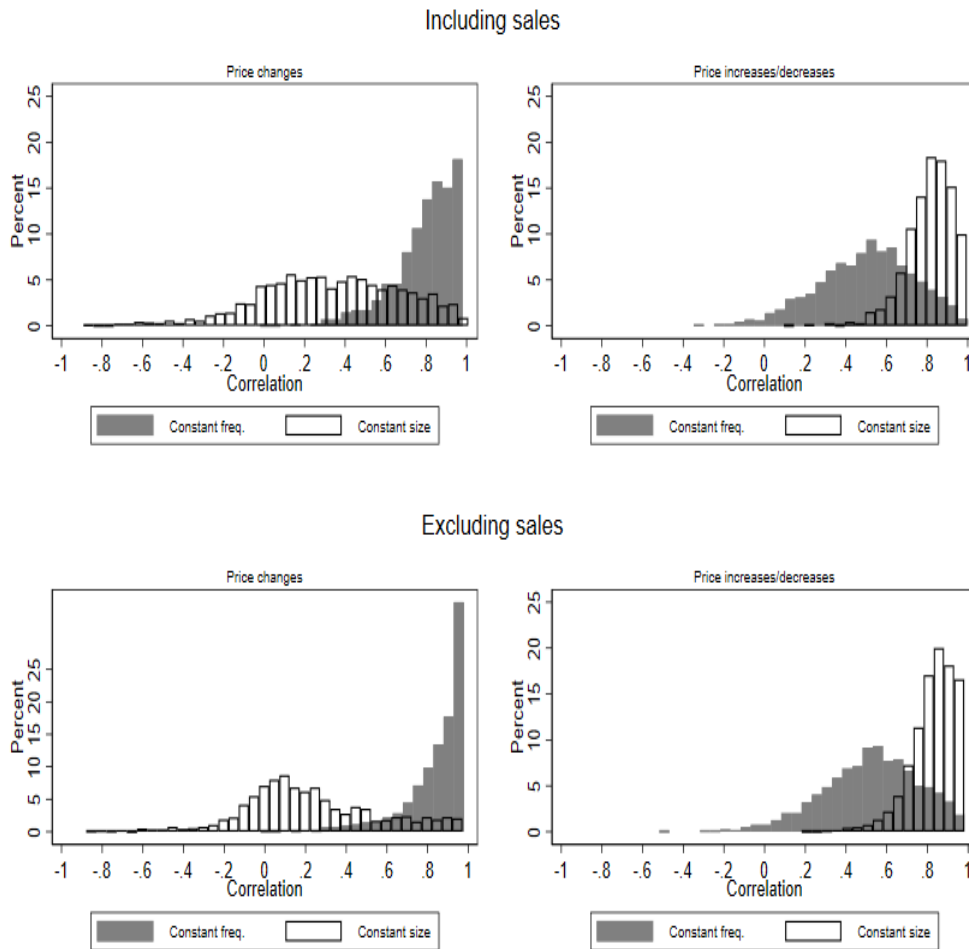 Including sales
Price changes
Price increases/decreases
25
20
15
10
5
0
Percent
-1 -.8 -.6 -.4 -.2 0 .2 .4 .6 .8 1
Correlation
Constant freq. Constant size
25
20
15
10
5
0
Percent
-1 -.8 -.6 -.4 -.2 0 .2 .4 .6 .8 1
Correlation
Constant freq. Constant size
Excluding sales
Price changes
Price increases/decreases
25
20
15
10
5
0
Percent
-1 -.8 -.6 -.4 -.2 0 .2 .4 .6 .8 1
Correlation
Constant freq. Constant size
25
20
15
10
5
0
Percent
-1 -.8 -.6 -.4 -.2 0 .2 .4 .6 .8 1
Correlation
Constant freq. Constant size